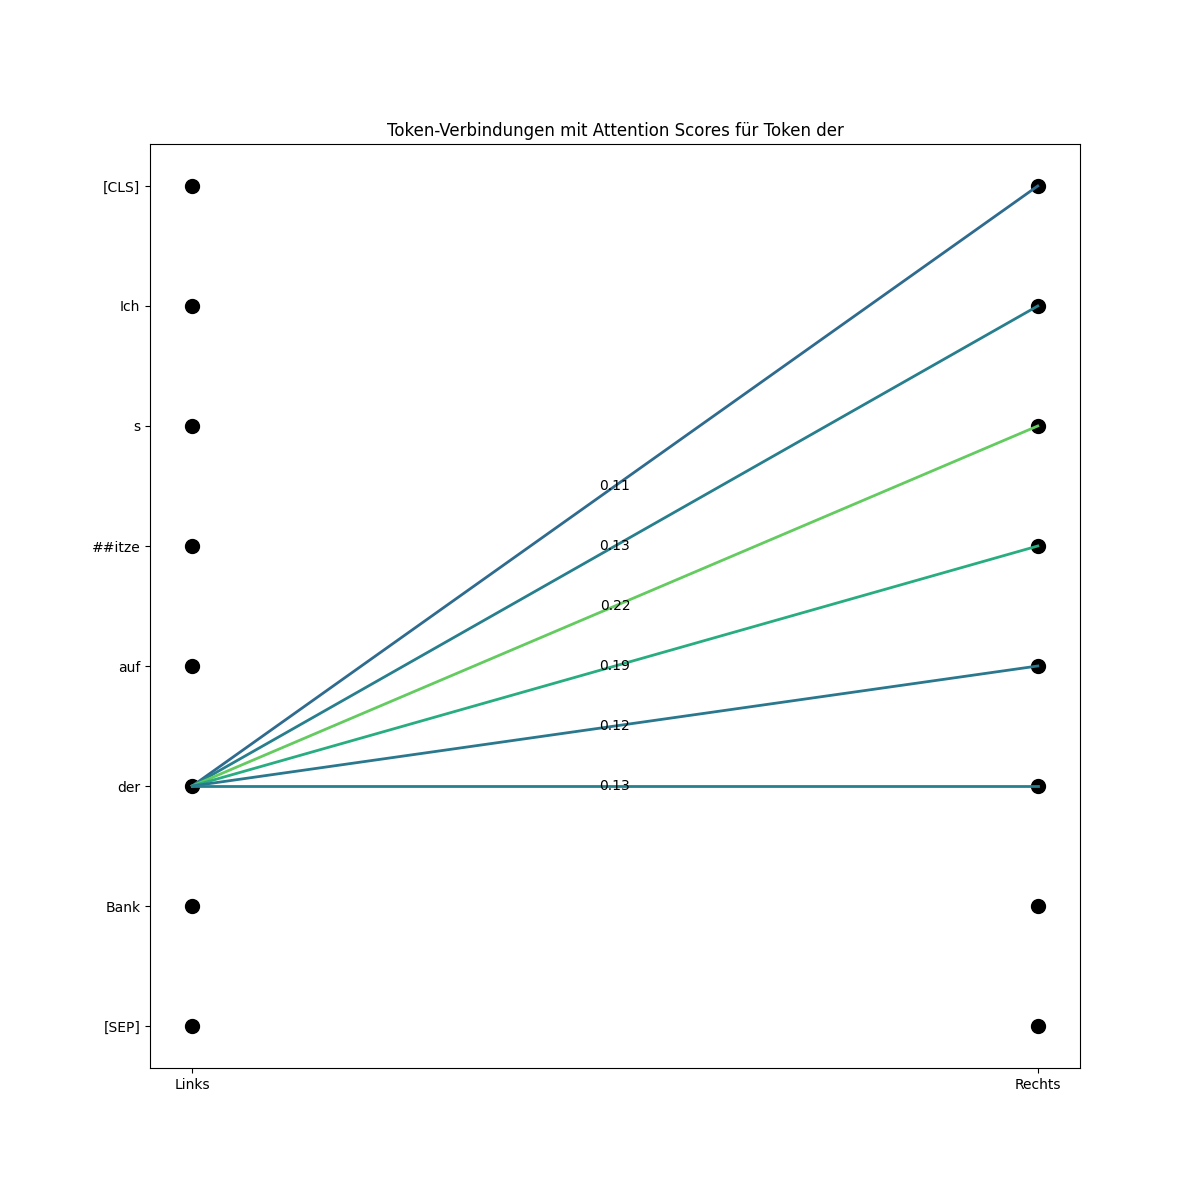 Token-Verbindungen mit Attention Scores für Token der
[CLS]
Ich
s
0.11
##itze
0.13
0.22
auf
0.19
0.12
der
0.13
Bank
[SEP]
Links
Rechts